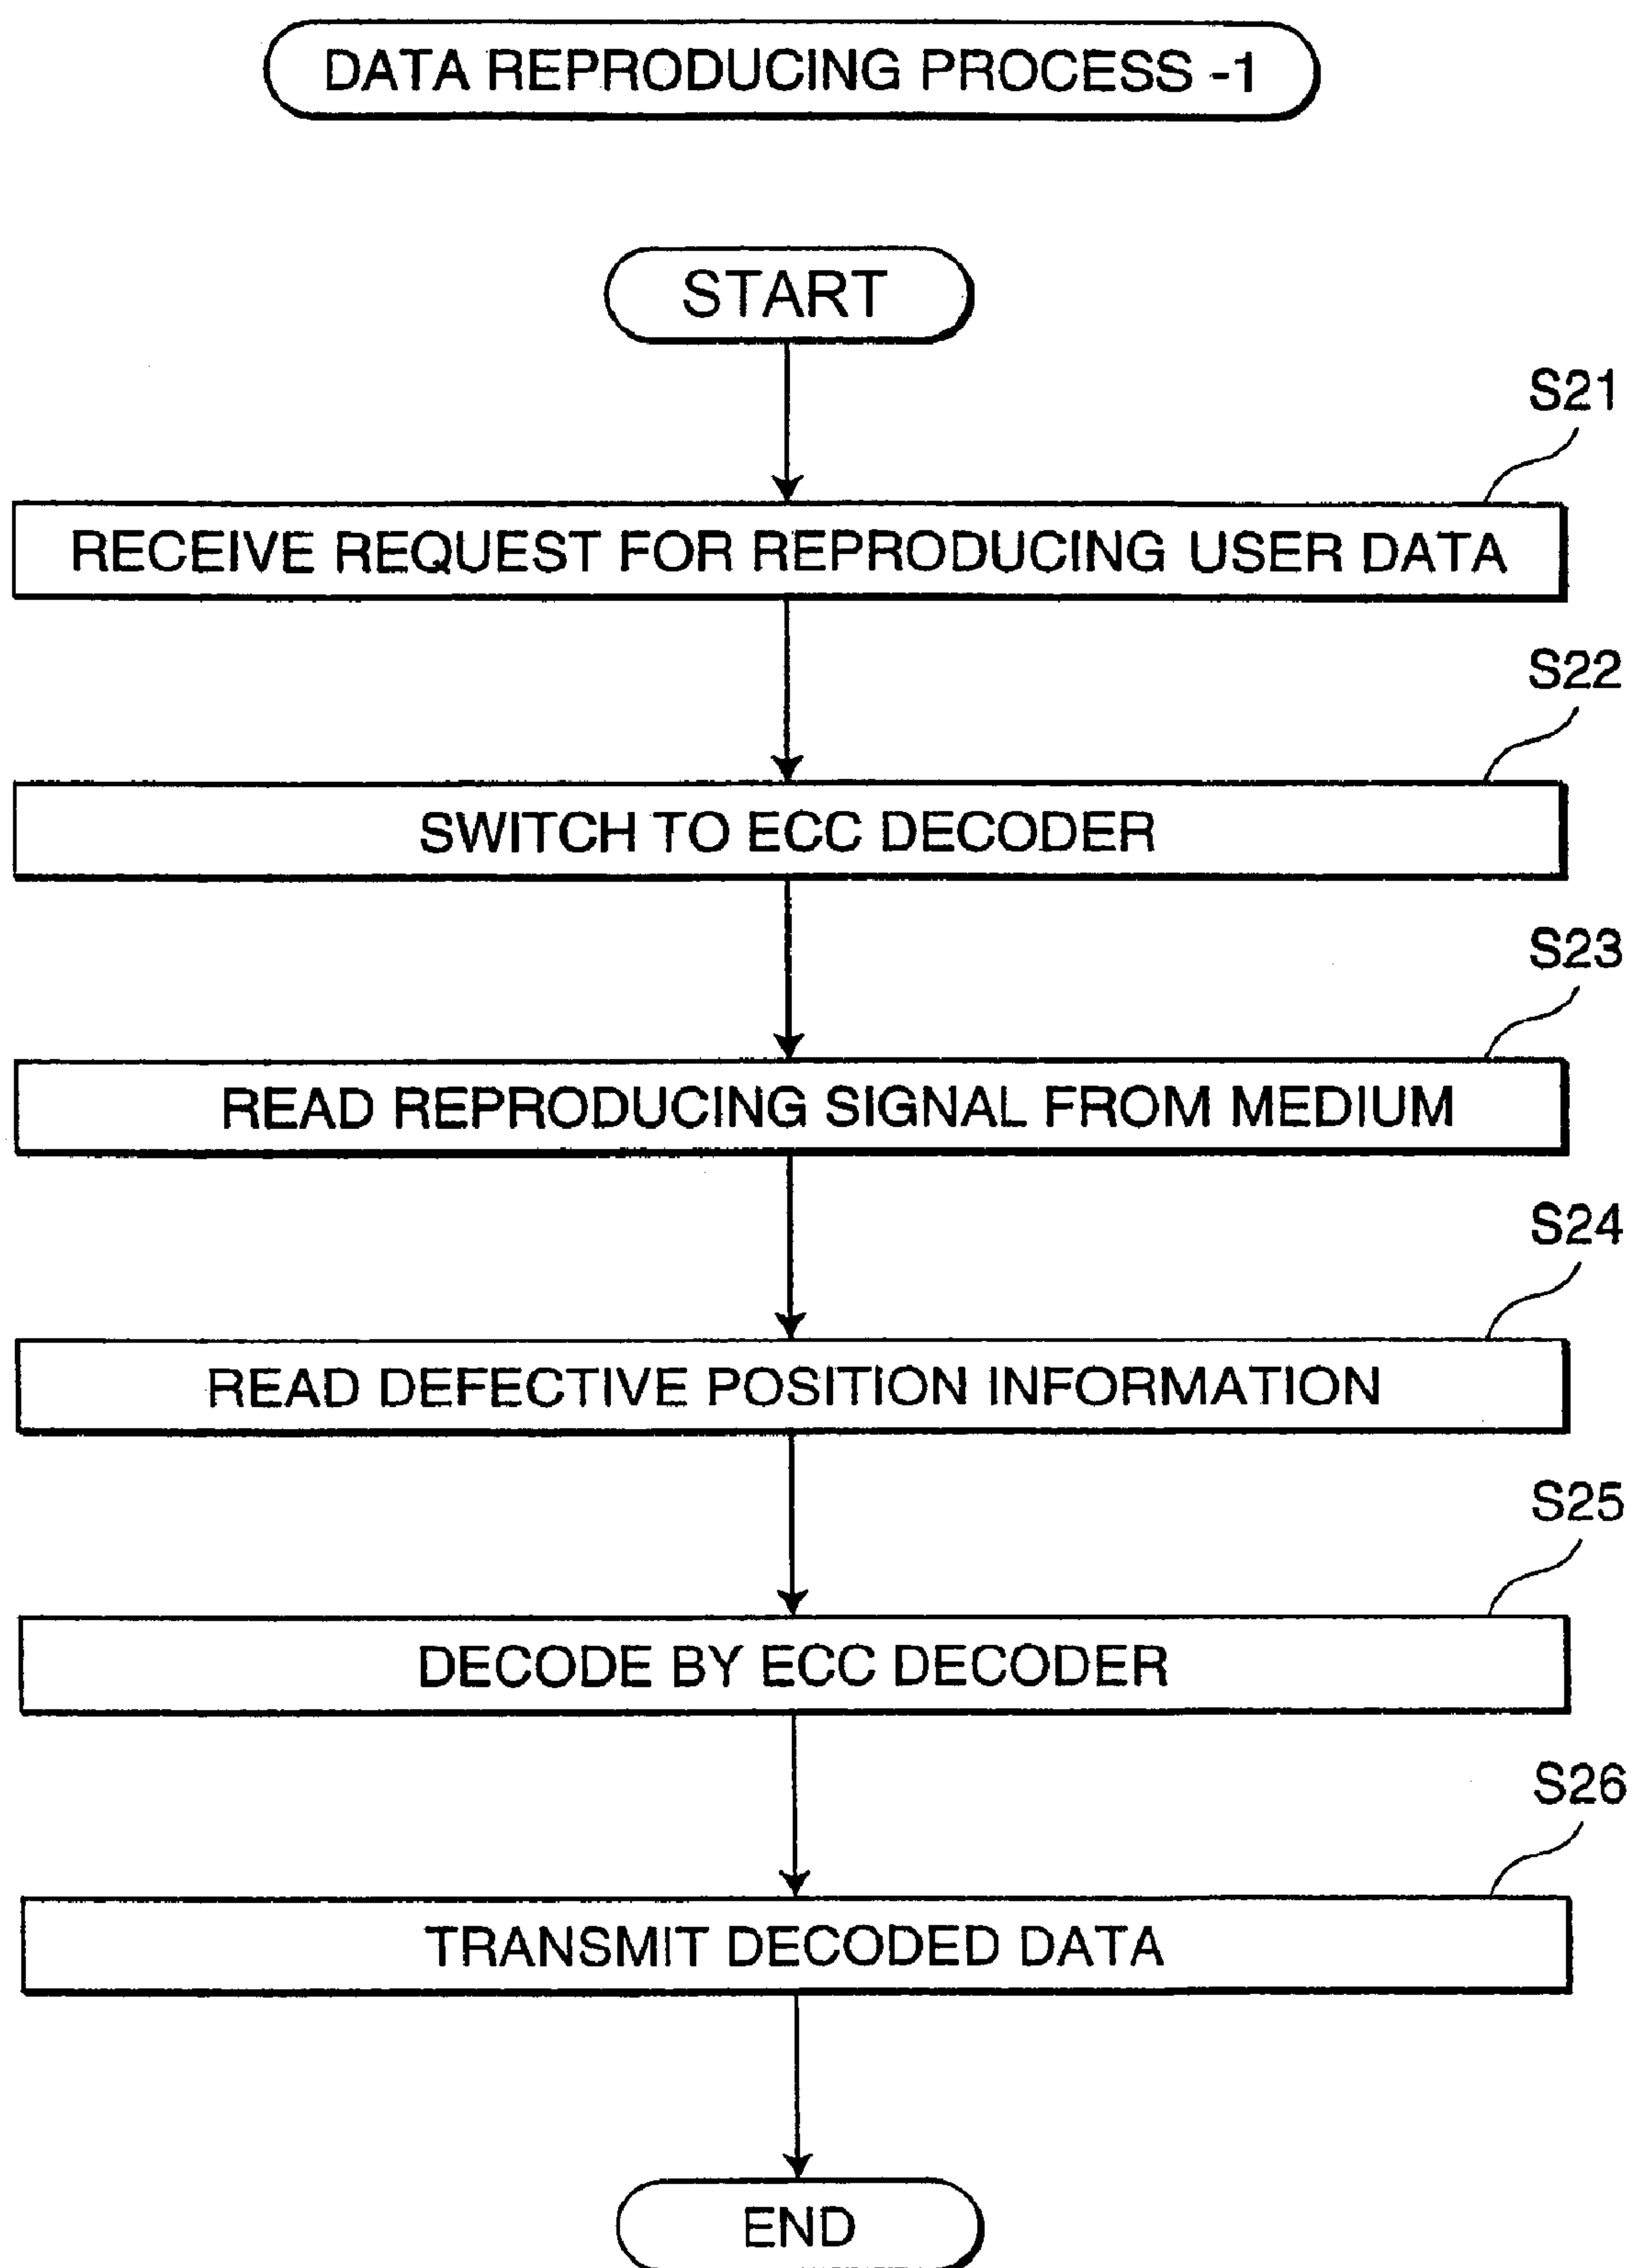 DATA REPRODUCING PROCESS -1
START
S21
RECEIVE REQUEST FOR REPRODUCING USER DATA
S22
SWITCH TO ECC DECODER
S23
READ REPRODUCING SIGNAL FROM MEDIUM
S24
READ DEFECTIVE POSITION INFORMATION
S25
DECODE BY ECC DECODER
S26
TRANSMIT DECODED DATA
END